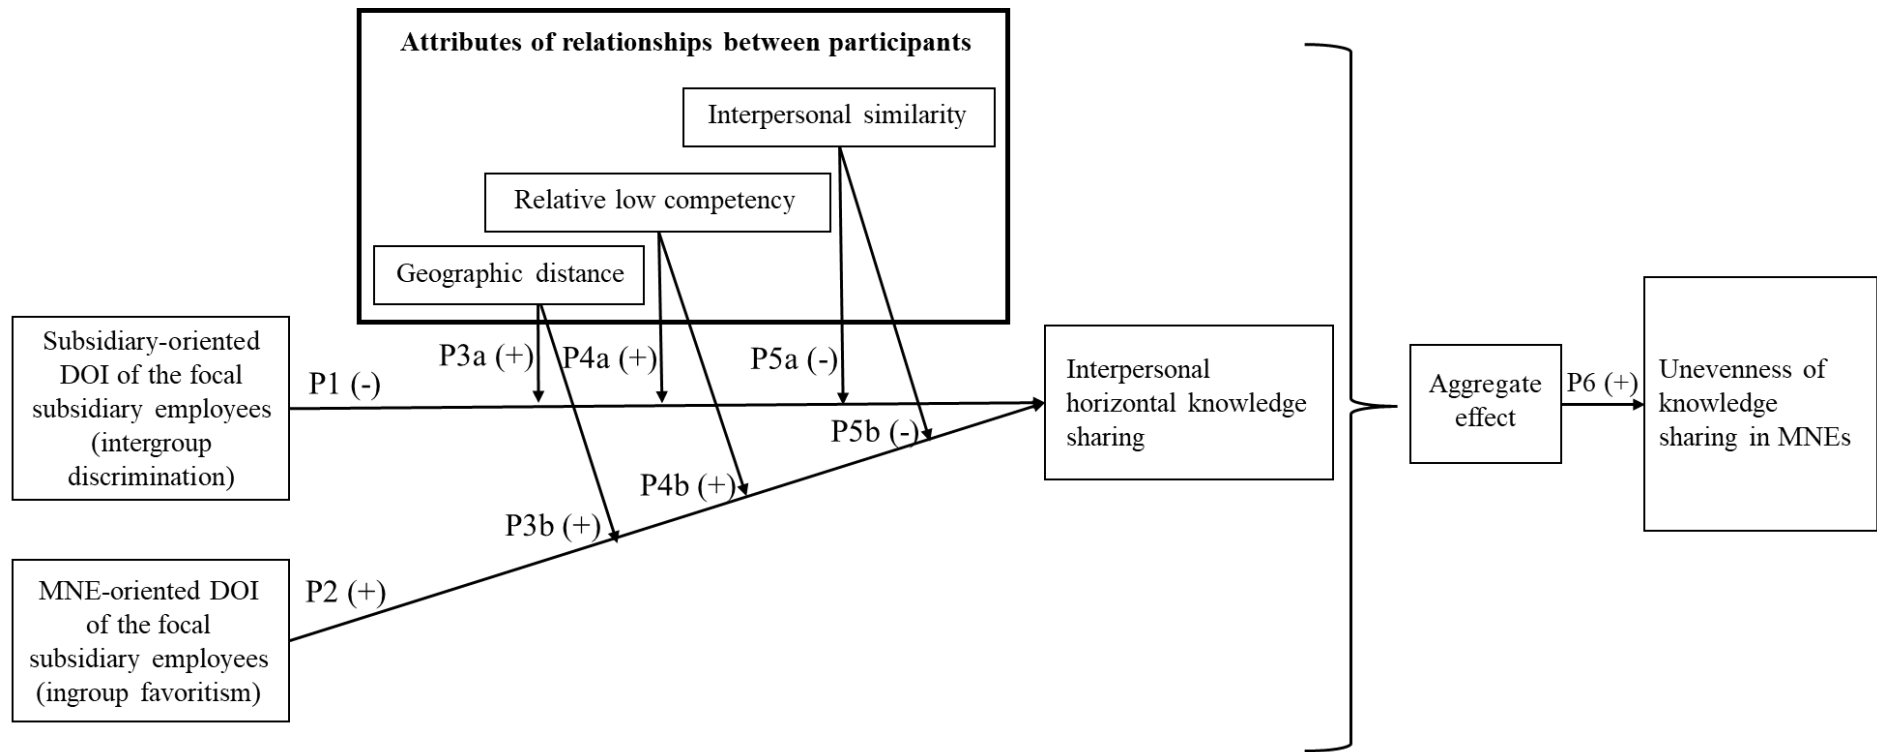 Attributes of relationships between participants
Interpersonal similarity
Relative low competency
Geographic distance
Subsidiary-oriented
DOI of the focal
subsidiary employees
(intergroup
discrimination)
P1 (-)
P3a (+)
P4a (+)
P5a (-)
P5b (-)
P4b (+)
P3b (+)
MNE-oriented DOI
of the focal
subsidiary employees
(ingroup favoritism)
P2 (+)
Interpersonal
horizontal knowledge
sharing
Aggregate
effect
P6 (+)
Unevenness of
knowledge
sharing in MNEs